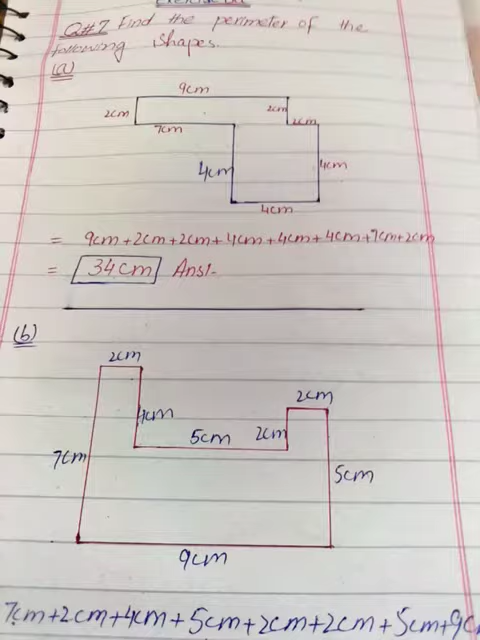 Q#7 Find the perimeter of the
following shapes.
(a)
9cm
2cm
2cm
2cm
7cm
4cm
4cm
4cm
= 9cm+2cm+2cm+4cm+4cm+4cm+7cm+2cm
= 34cm Ans:-
(b)
2cm
2cm
4cm
5cm
2cm
7cm
5cm
9cm
7cm+2cm+4cm+5cm+2cm+2cm+5cm+9c